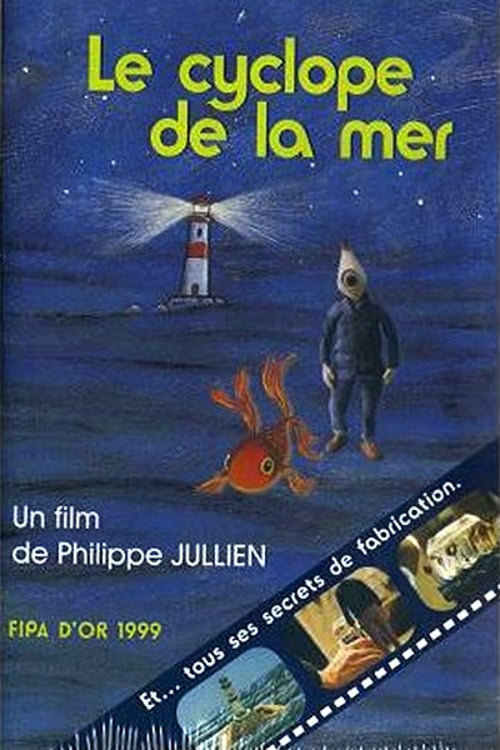 Le cyclope
de la mer
Un film
de Philippe JULLIEN
FIPA D'OR 1999
Et... tous ses secrets de fabrication.